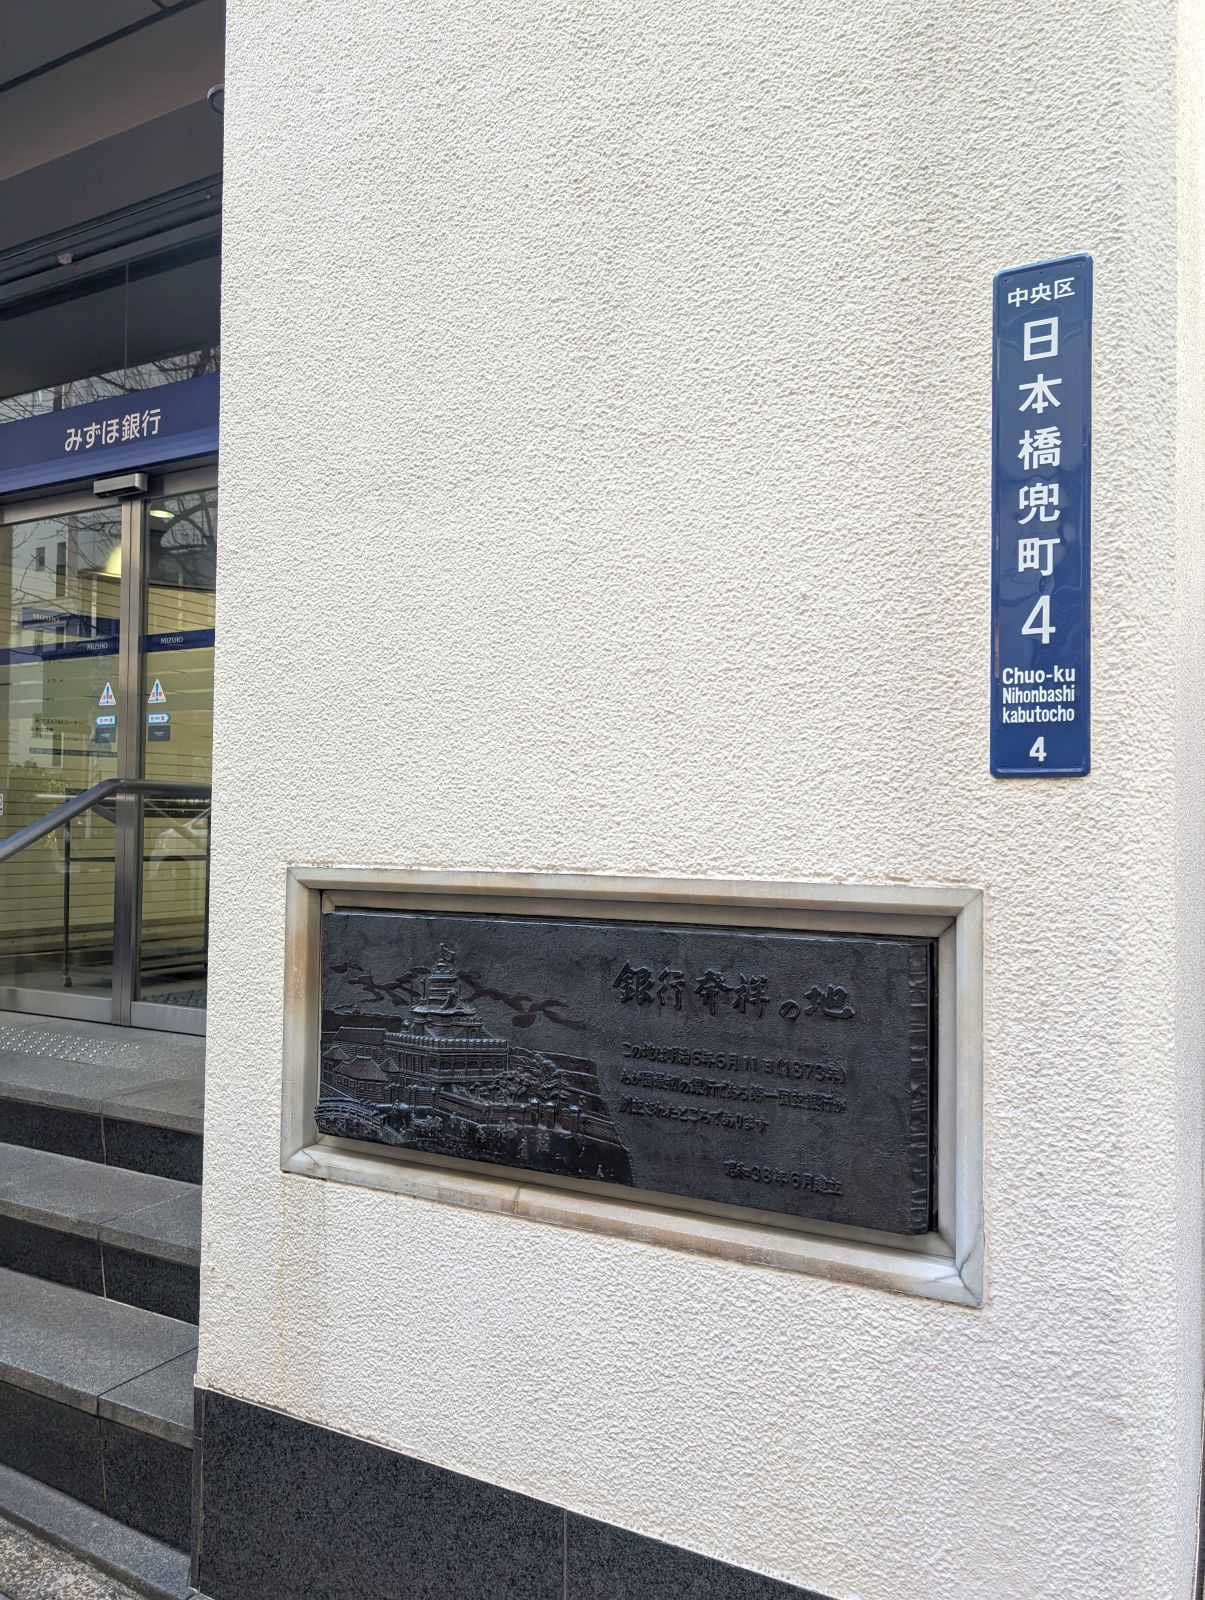 みずほ銀行
MIZUHO
MIZUHO
MIZUHO
中央区
日本橋兜町
4
Chuo-ku
Nihonbashi
kabutocho
4
銀行発祥の地
この地は明治6年6月11日(1873年)
わが国最初の銀行である第一国立銀行が
創立されたところであります
昭和38年6月建立